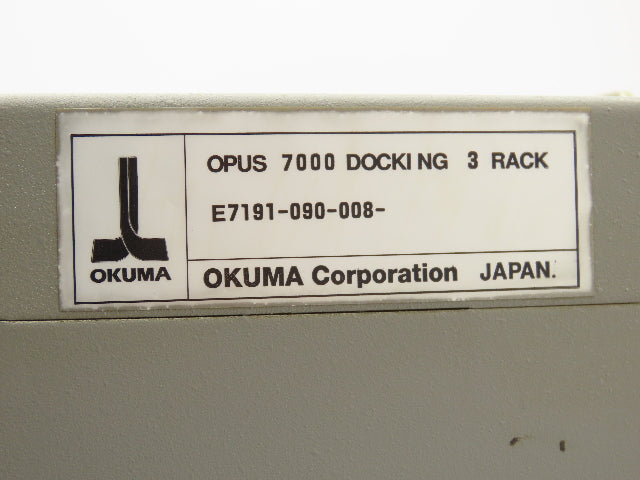 OPUS 7000 DOCKING 3 RACK
E7191-090-008-
OKUMA
OKUMA Corporation JAPAN.